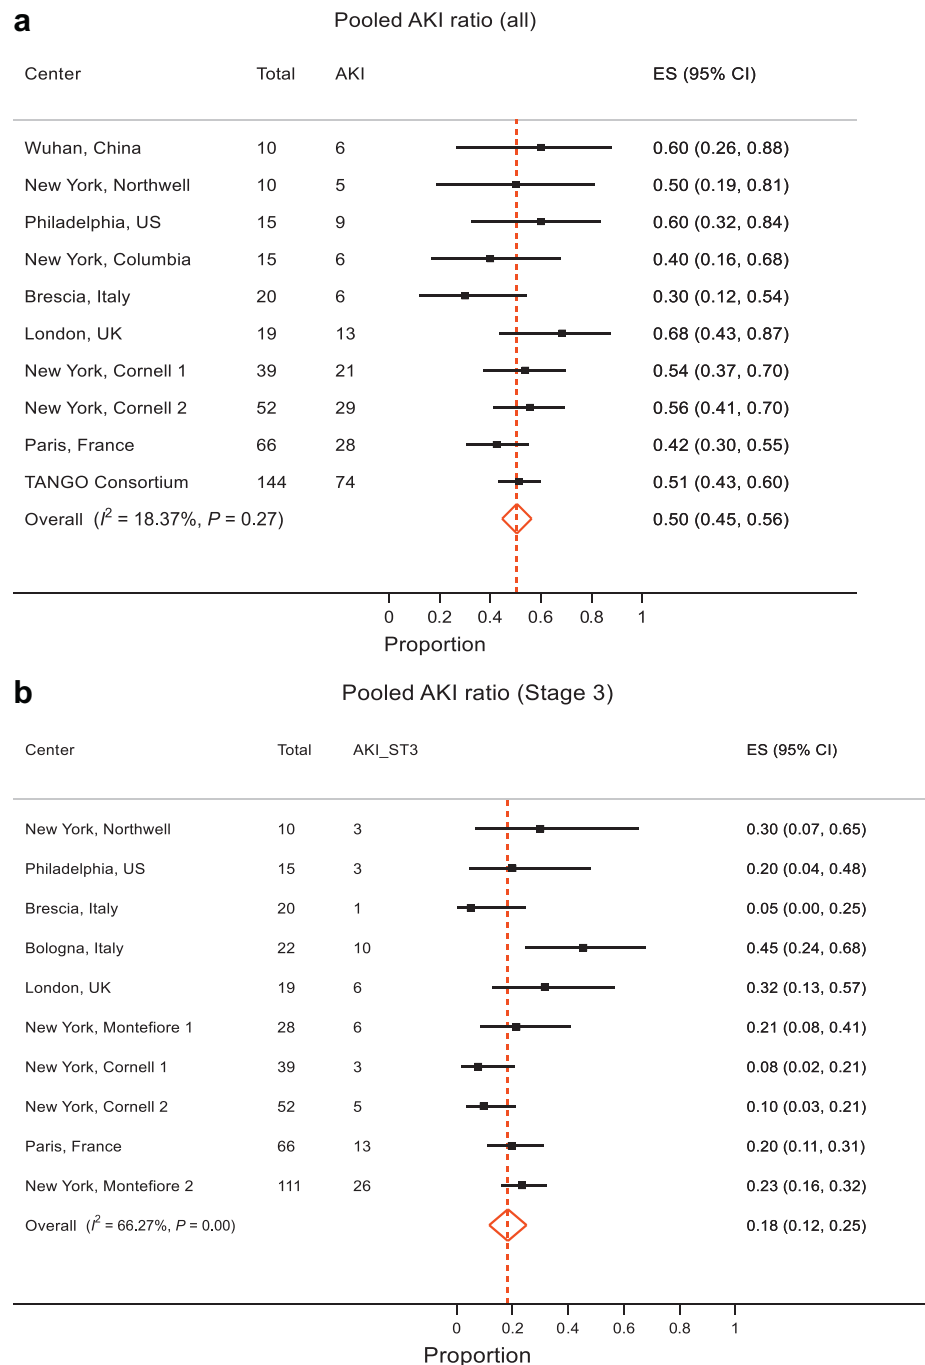 a
Pooled AKI ratio (all)
Center Total AKI ES (95% CI)
Wuhan, China 10 6 0.60 (0.26, 0.88)
New York, Northwell 10 5 0.50 (0.19, 0.81)
Philadelphia, US 15 9 0.60 (0.32, 0.84)
New York, Columbia 15 6 0.40 (0.16, 0.68)
Brescia, Italy 20 6 0.30 (0.12, 0.54)
London, UK 19 13 0.68 (0.43, 0.87)
New York, Cornell 1 39 21 0.54 (0.37, 0.70)
New York, Cornell 2 52 29 0.56 (0.41, 0.70)
Paris, France 66 28 0.42 (0.30, 0.55)
TANGO Consortium 144 74 0.51 (0.43, 0.60)
Overall (I² = 18.37%, P = 0.27) 0.50 (0.45, 0.56)
0 0.2 0.4 0.6 0.8 1
Proportion
b
Pooled AKI ratio (Stage 3)
Center Total AKI_ST3 ES (95% CI)
New York, Northwell 10 3 0.30 (0.07, 0.65)
Philadelphia, US 15 3 0.20 (0.04, 0.48)
Brescia, Italy 20 1 0.05 (0.00, 0.25)
Bologna, Italy 22 10 0.45 (0.24, 0.68)
London, UK 19 6 0.32 (0.13, 0.57)
New York, Montefiore 1 28 6 0.21 (0.08, 0.41)
New York, Cornell 1 39 3 0.08 (0.02, 0.21)
New York, Cornell 2 52 5 0.10 (0.03, 0.21)
Paris, France 66 13 0.20 (0.11, 0.31)
New York, Montefiore 2 111 26 0.23 (0.16, 0.32)
Overall (I² = 66.27%, P = 0.00) 0.18 (0.12, 0.25)
0 0.2 0.4 0.6 0.8 1
Proportion